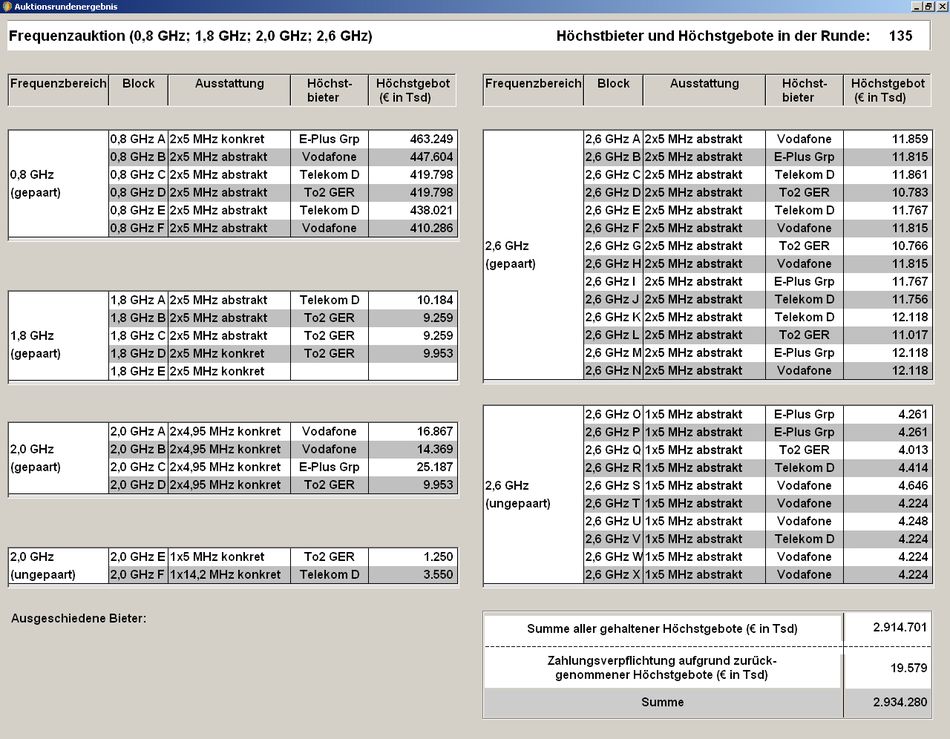 Auktionsrundenergebnis
Frequenzauktion (0,8 GHz; 1,8 GHz; 2,0 GHz; 2,6 GHz) Höchstbieter und Höchstgebote in der Runde: 135
Frequenzbereich Block Ausstattung Höchst-bieter Höchstgebot (€ in Tsd)
0,8 GHz (gepaart)
0,8 GHz A 2x5 MHz konkret E-Plus Grp 463.249
0,8 GHz B 2x5 MHz abstrakt Vodafone 447.604
0,8 GHz C 2x5 MHz abstrakt Telekom D 419.798
0,8 GHz D 2x5 MHz abstrakt To2 GER 419.798
0,8 GHz E 2x5 MHz abstrakt Telekom D 438.021
0,8 GHz F 2x5 MHz abstrakt Vodafone 410.286
1,8 GHz (gepaart)
1,8 GHz A 2x5 MHz abstrakt Telekom D 10.184
1,8 GHz B 2x5 MHz abstrakt To2 GER 9.259
1,8 GHz C 2x5 MHz abstrakt To2 GER 9.259
1,8 GHz D 2x5 MHz konkret To2 GER 9.953
1,8 GHz E 2x5 MHz konkret
2,0 GHz (gepaart)
2,0 GHz A 2x4,95 MHz konkret Vodafone 16.867
2,0 GHz B 2x4,95 MHz konkret Vodafone 14.369
2,0 GHz C 2x4,95 MHz konkret E-Plus Grp 25.187
2,0 GHz D 2x4,95 MHz konkret To2 GER 9.953
2,0 GHz (ungepaart)
2,0 GHz E 1x5 MHz konkret To2 GER 1.250
2,0 GHz F 1x14,2 MHz konkret Telekom D 3.550
Ausgeschiedene Bieter:
Frequenzbereich Block Ausstattung Höchst-bieter Höchstgebot (€ in Tsd)
2,6 GHz (gepaart)
2,6 GHz A 2x5 MHz abstrakt Vodafone 11.859
2,6 GHz B 2x5 MHz abstrakt E-Plus Grp 11.815
2,6 GHz C 2x5 MHz abstrakt Telekom D 11.861
2,6 GHz D 2x5 MHz abstrakt To2 GER 10.783
2,6 GHz E 2x5 MHz abstrakt Telekom D 11.767
2,6 GHz F 2x5 MHz abstrakt Vodafone 11.815
2,6 GHz G 2x5 MHz abstrakt To2 GER 10.766
2,6 GHz H 2x5 MHz abstrakt Vodafone 11.815
2,6 GHz I 2x5 MHz abstrakt E-Plus Grp 11.767
2,6 GHz J 2x5 MHz abstrakt Telekom D 11.756
2,6 GHz K 2x5 MHz abstrakt Telekom D 12.118
2,6 GHz L 2x5 MHz abstrakt To2 GER 11.017
2,6 GHz M 2x5 MHz abstrakt E-Plus Grp 12.118
2,6 GHz N 2x5 MHz abstrakt Vodafone 12.118
2,6 GHz (ungepaart)
2,6 GHz O 1x5 MHz abstrakt E-Plus Grp 4.261
2,6 GHz P 1x5 MHz abstrakt E-Plus Grp 4.261
2,6 GHz Q 1x5 MHz abstrakt To2 GER 4.013
2,6 GHz R 1x5 MHz abstrakt Telekom D 4.414
2,6 GHz S 1x5 MHz abstrakt Vodafone 4.646
2,6 GHz T 1x5 MHz abstrakt Vodafone 4.224
2,6 GHz U 1x5 MHz abstrakt Vodafone 4.248
2,6 GHz V 1x5 MHz abstrakt Telekom D 4.224
2,6 GHz W 1x5 MHz abstrakt Vodafone 4.224
2,6 GHz X 1x5 MHz abstrakt Vodafone 4.224
Summe aller gehaltener Höchstgebote (€ in Tsd) 2.914.701
Zahlungsverpflichtung aufgrund zurück-
genommener Höchstgebote (€ in Tsd) 19.579
Summe 2.934.280